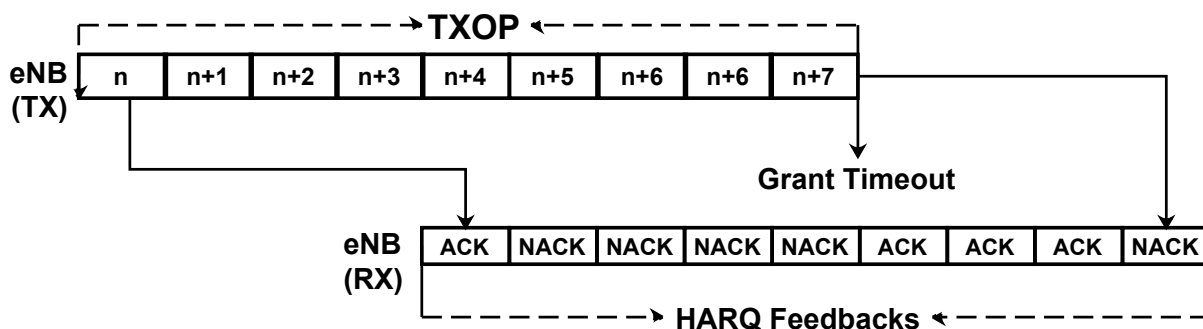 TXOP
eNB (TX)
n n+1 n+2 n+3 n+4 n+5 n+6 n+6 n+7
Grant Timeout
eNB (RX)
ACK NACK NACK NACK NACK ACK ACK ACK NACK
HARQ Feedbacks